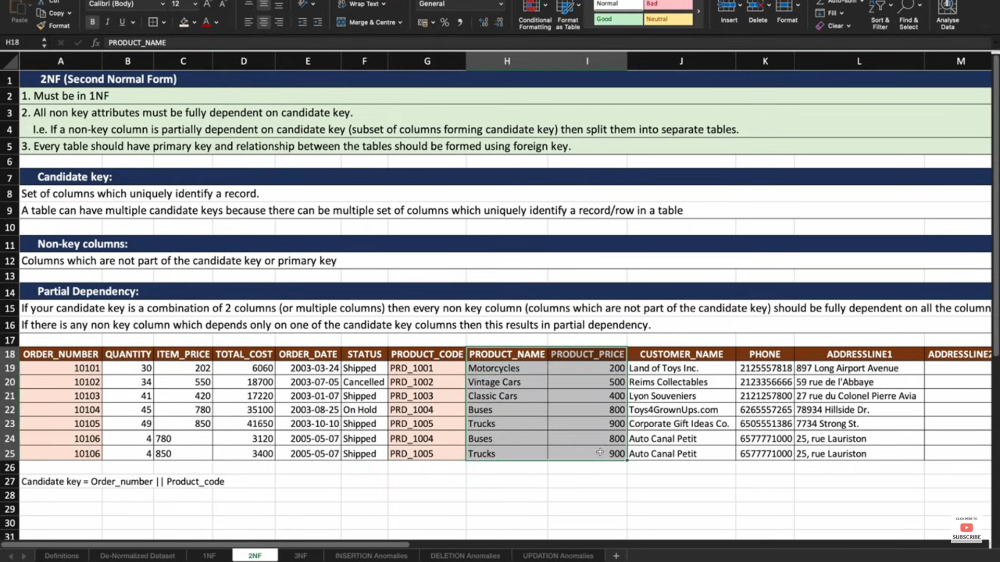 Cut
Calibri (Body) 12 A A
Wrap Text
General
Normal Bad
Auto-sum
Paste
Copy
Format
B I U A
Merge & Centre
% 9
Conditional Formatting
Format as Table
Good Neutral
Insert Delete Format
Fill
Clear
Sort & Filter
Find & Select
Analyse Data
H18 fx PRODUCT_NAME
A B C D E F G H I J K L M
1 2NF (Second Normal Form)
2 1. Must be in 1NF
3 2. All non key attributes must be fully dependent on candidate key.
4 I.e. If a non-key column is partially dependent on candidate key (subset of columns forming candidate key) then split them into separate tables.
5 3. Every table should have primary key and relationship between the tables should be formed using foreign key.
6
7 Candidate key:
8 Set of columns which uniquely identify a record.
9 A table can have multiple candidate keys because there can be multiple set of columns which uniquely identify a record/row in a table
10
11 Non-key columns:
12 Columns which are not part of the candidate key or primary key
13
14 Partial Dependency:
15 If your candidate key is a combination of 2 columns (or multiple columns) then every non key column (columns which are not part of the candidate key) should be fully dependent on all the column
16 If there is any non key column which depends only on one of the candidate key columns then this results in partial dependency.
17
18 ORDER_NUMBER QUANTITY ITEM_PRICE TOTAL_COST ORDER_DATE STATUS PRODUCT_CODE PRODUCT_NAME PRODUCT_PRICE CUSTOMER_NAME PHONE ADDRESSLINE1 ADDRESSLINE2
19 10101 30 202 6060 2003-03-24 Shipped PRD_1001 Motorcycles 200 Land of Toys Inc. 2125557818 897 Long Airport Avenue
20 10102 34 550 18700 2003-07-05 Cancelled PRD_1002 Vintage Cars 500 Reims Collectables 2123356666 59 rue de l'Abbaye
21 10103 41 420 17220 2003-01-07 Shipped PRD_1003 Classic Cars 400 Lyon Souveniers 2121257800 27 rue du Colonel Pierre Avia
22 10104 45 780 35100 2003-08-25 On Hold PRD_1004 Buses 800 Toys4GrownUps.com 6265557265 78934 Hillside Dr.
23 10105 49 850 41650 2003-10-10 Shipped PRD_1005 Trucks 900 Corporate Gift Ideas Co. 6505551386 7734 Strong St.
24 10106 4 780 3120 2005-05-07 Shipped PRD_1004 Buses 800 Auto Canal Petit 6577771000 25, rue Lauriston
25 10106 4 850 3400 2005-05-07 Shipped PRD_1005 Trucks 900 Auto Canal Petit 6577771000 25, rue Lauriston
26
27 Candidate key = Order_number || Product_code
28
29
30
31
CLICK HERE TO
SUBSCRIBE
Definitions De-Normalized Dataset 1NF 2NF 3NF INSERTION Anomalies DELETION Anomalies UPDATION Anomalies +